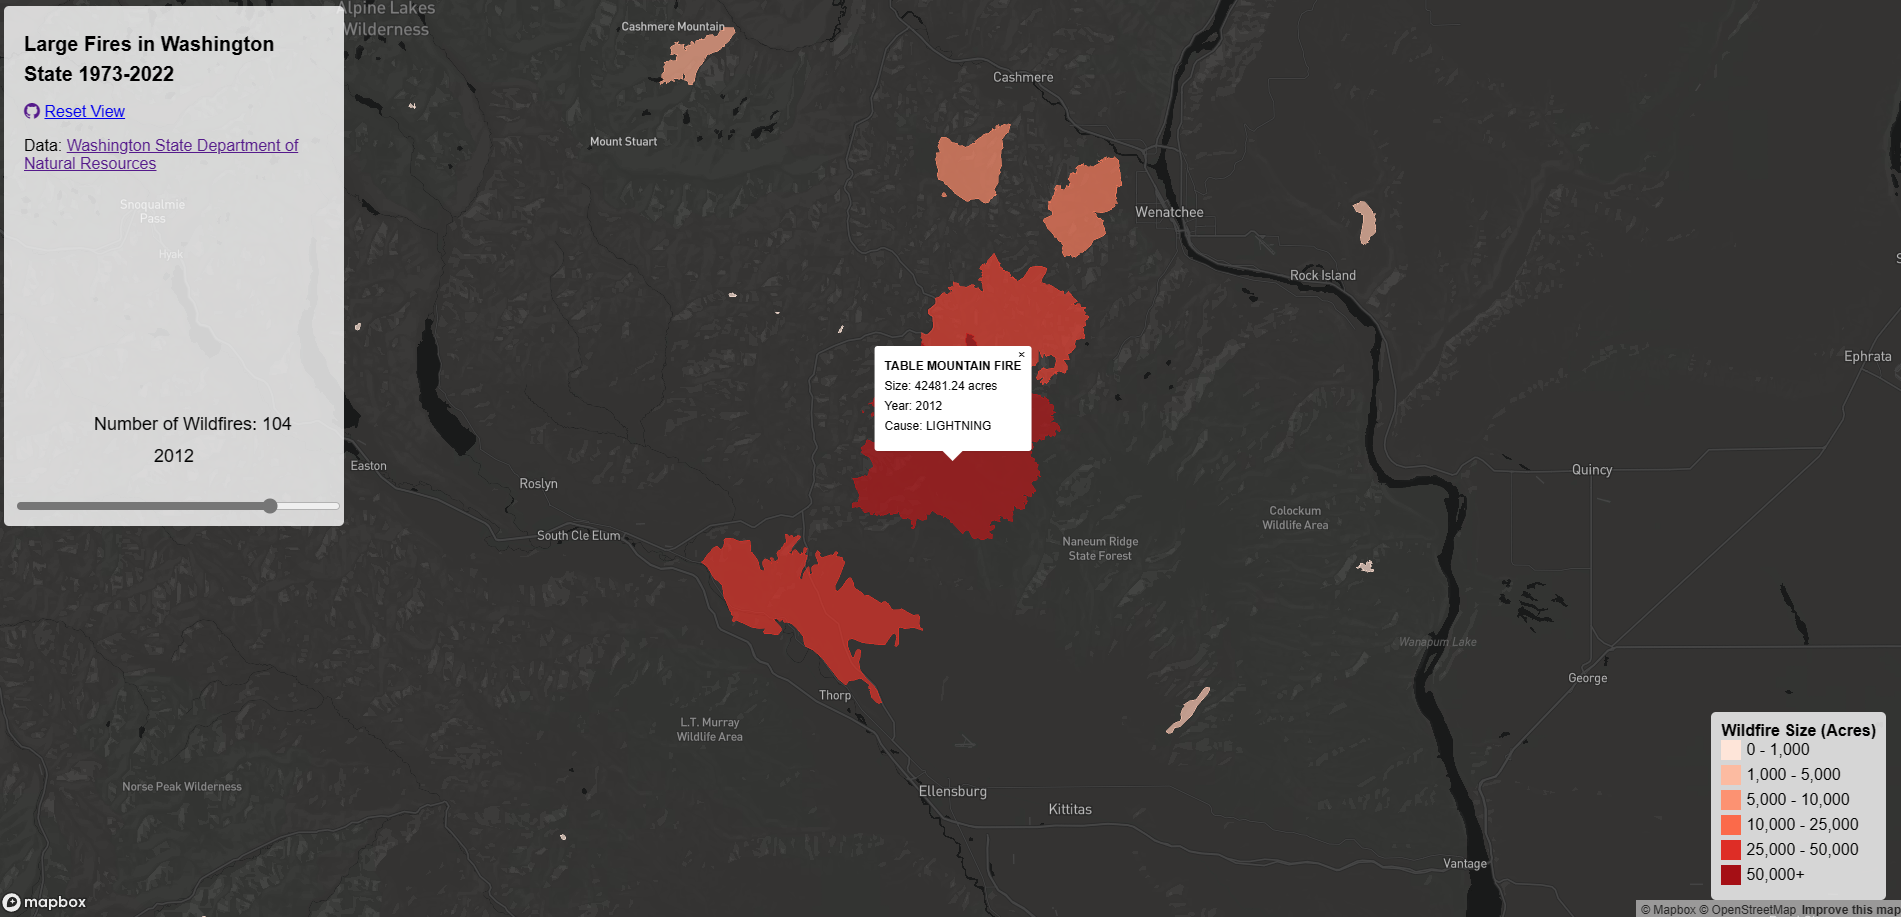 Large Fires in Washington
State 1973-2022
Reset View
Data: Washington State Department of
Natural Resources
Snoqualmie
Pass
Hyak
Number of Wildfires: 104
2012
Alpine Lakes
Wilderness
Cashmere Mountain
Cashmere
Mount Stuart
Wenatchee
Rock Island
Ephrata
TABLE MOUNTAIN FIRE
×
Size: 42481.24 acres
Year: 2012
Cause: LIGHTNING
Easton
Roslyn
Quincy
South Cle Elum
Colockum
Wildlife Area
Naneum Ridge
State Forest
Wanapum Lake
George
Thorp
L.T. Murray
Wildlife Area
Norse Peak Wilderness
Ellensburg
Kittitas
Vantage
Wildfire Size (Acres)
0 - 1,000
1,000 - 5,000
5,000 - 10,000
10,000 - 25,000
25,000 - 50,000
50,000+
mapbox
© Mapbox © OpenStreetMap Improve this map